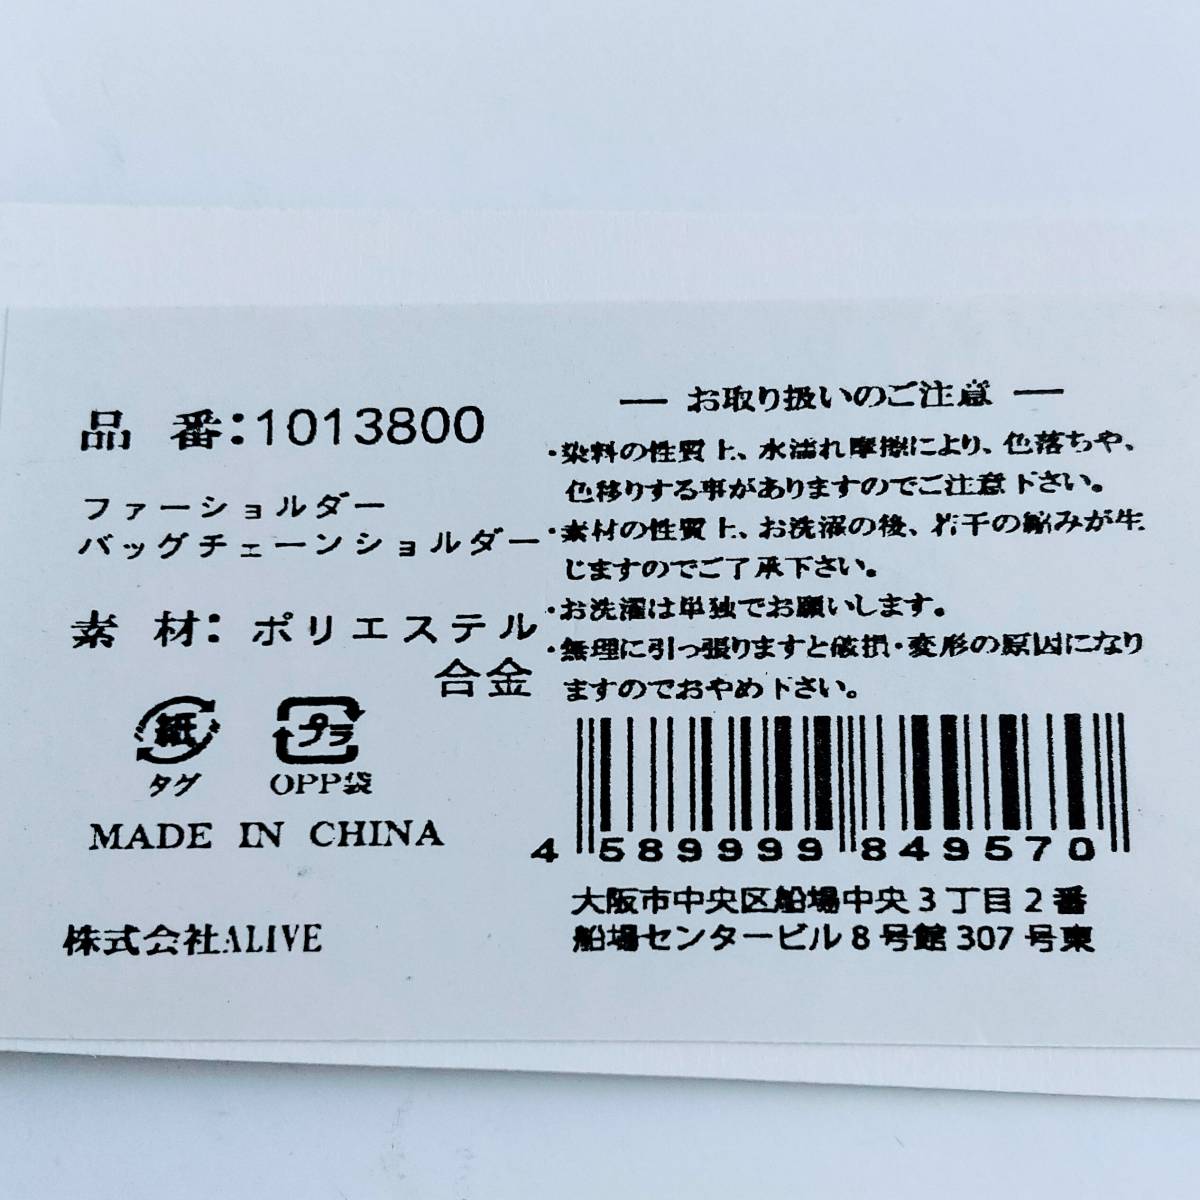 品 番:1013800
ファーショルダー
バッグチェーンショルダー
素 材:ポリエステル
合金
紙
タグ
プラ
OPP袋
MADE IN CHINA
株式会社ALIVE
― お取り扱いのご注意 ―
・染料の性質上、水濡れ摩擦により、色落ちや、
色移りする事がありますのでご注意下さい。
・素材の性質上、お洗濯の後、若干の縮みが生
じますのでご了承下さい。
・お洗濯は単独でお願いします。
・無理に引っ張りますと破損・変形の原因になり
ますのでおやめ下さい。
4 589999 849570
大阪市中央区船場中央3丁目2番
船場センタービル8号館307号東